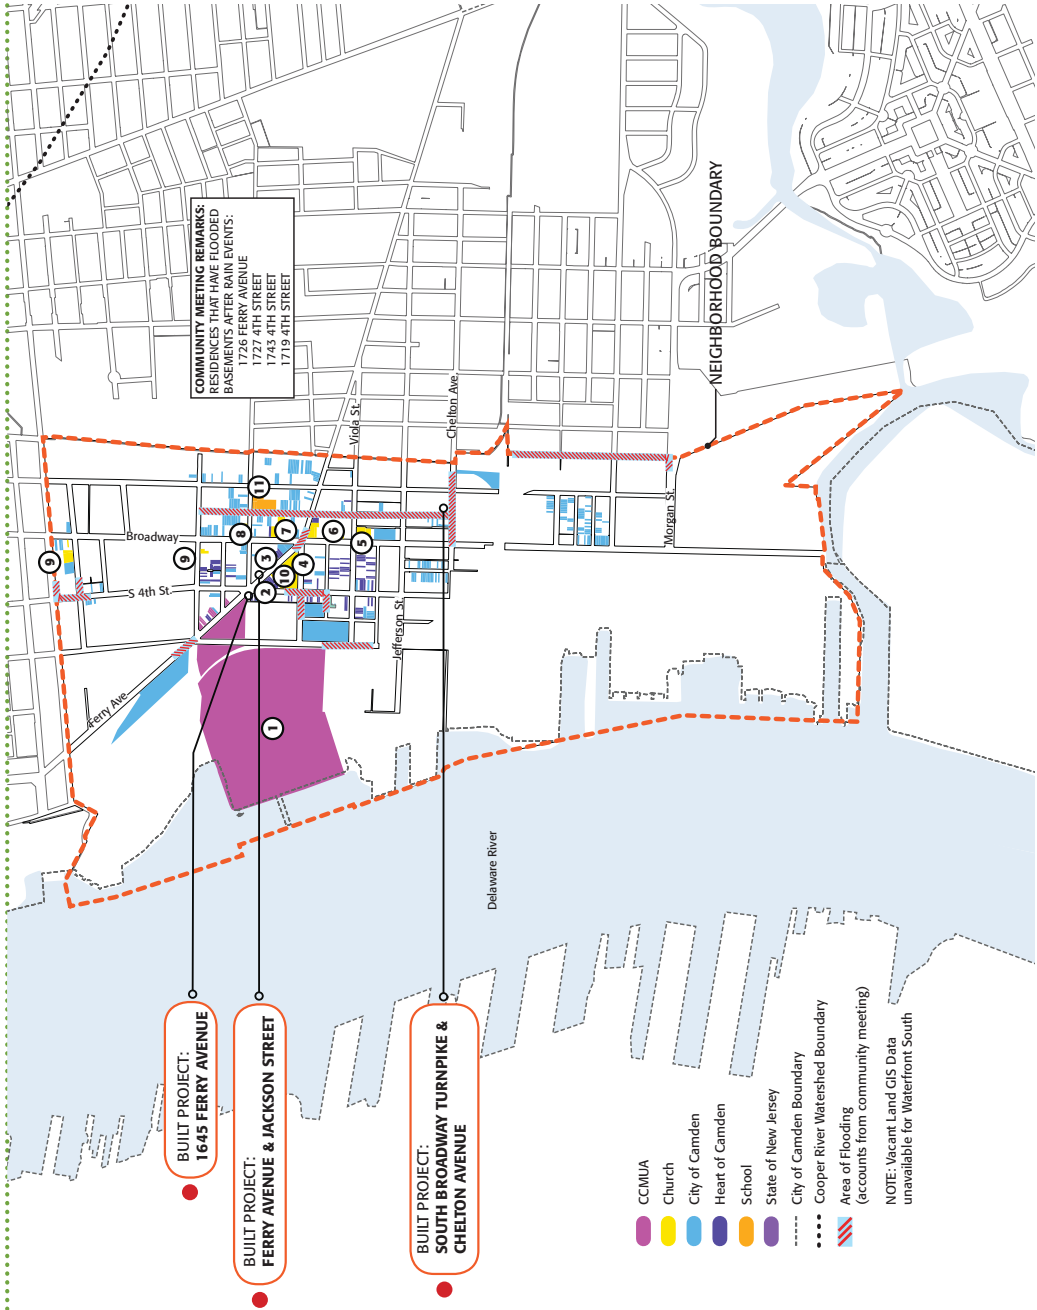 BUILT PROJECT:
1645 FERRY AVENUE
BUILT PROJECT:
FERRY AVENUE & JACKSON STREET
BUILT PROJECT:
SOUTH BROADWAY TURNPIKE &
CHELTON AVENUE
COMMUNITY MEETING REMARKS:
RESIDENCES THAT HAVE FLOODED
BASEMENTS AFTER RAIN EVENTS:
1726 FERRY AVENUE
1727 4TH STREET
1743 4TH STREET
1719 4TH STREET
9
9
11
8
7
6
5
3
4
10
2
1
Ferry Ave.
S 4th St.
Broadway
Viola St.
Chelton Ave.
Jefferson St.
Morgan St.
NEIGHBORHOOD BOUNDARY
Delaware River
CCMUA
Church
City of Camden
Heart of Camden
School
State of New Jersey
City of Camden Boundary
Cooper River Watershed Boundary
Area of Flooding
(accounts from community meeting)
NOTE: Vacant Land GIS Data
unavailable for Waterfront South